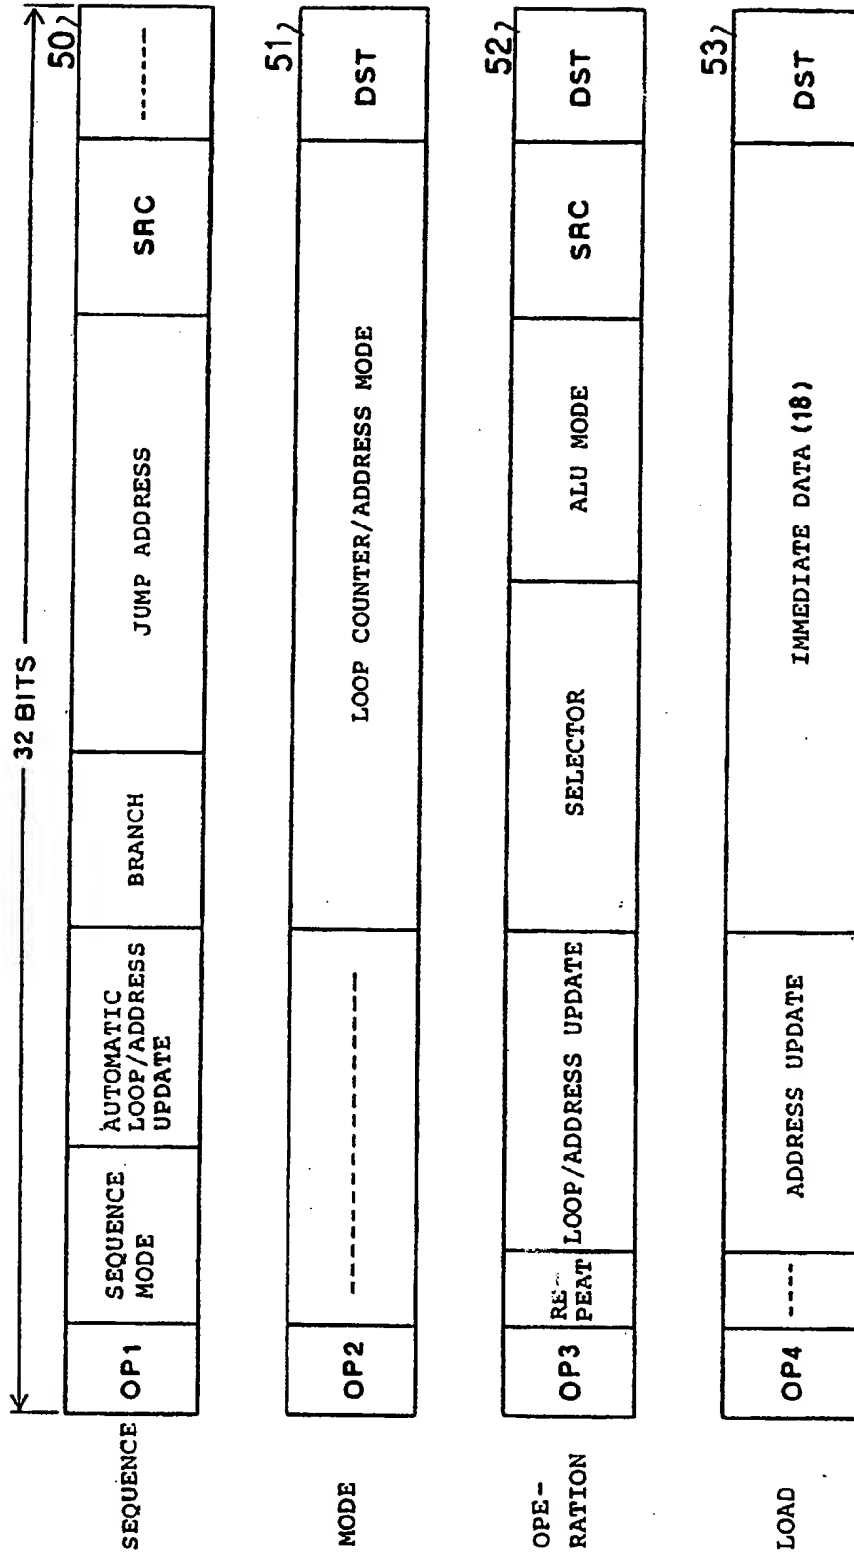 32 BITS
50
SEQUENCE
OP1
SEQUENCE
MODE
AUTOMATIC
LOOP/ADDRESS
UPDATE
BRANCH
JUMP ADDRESS
SRC
-------
51
MODE
OP2
------------------
LOOP COUNTER/ADDRESS MODE
DST
52
OPE-
RATION
OP3
RE-
PEAT
LOOP/ADDRESS UPDATE
SELECTOR
ALU MODE
SRC
DST
53
LOAD
OP4
----
ADDRESS UPDATE
IMMEDIATE DATA (18)
DST